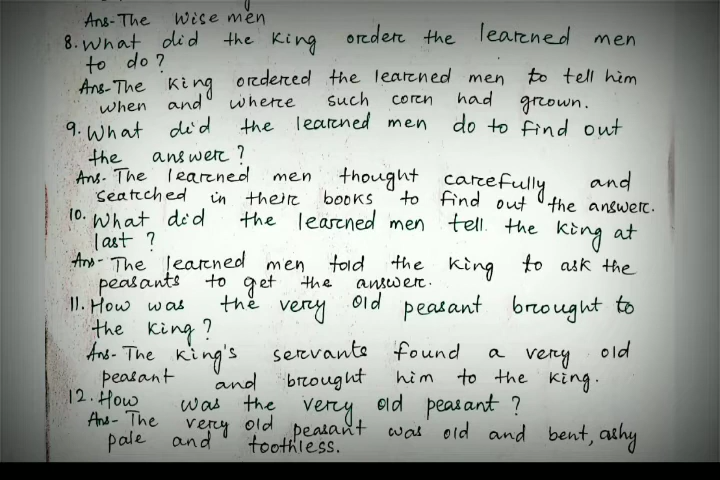 Ans- The Wise men
8. What did the King order the learned men
to do?
Ans- The King ordered the learned men to tell him
when and where such corn had grown.
9. What did the learned men do to find out
the answer?
Ans- The learned men thought carefully and
searched in their books to find out the answer.
10. What did the learned men tell the King at
last?
Ans- The learned men told the King to ask the
peasants to get the answer.
11. How was the very old peasant brought to
the King?
Ans- The King's servants found a very old
peasant and brought him to the King.
12. How was the very old peasant?
Ans- The very old peasant was old and bent, ashy
pale and toothless.